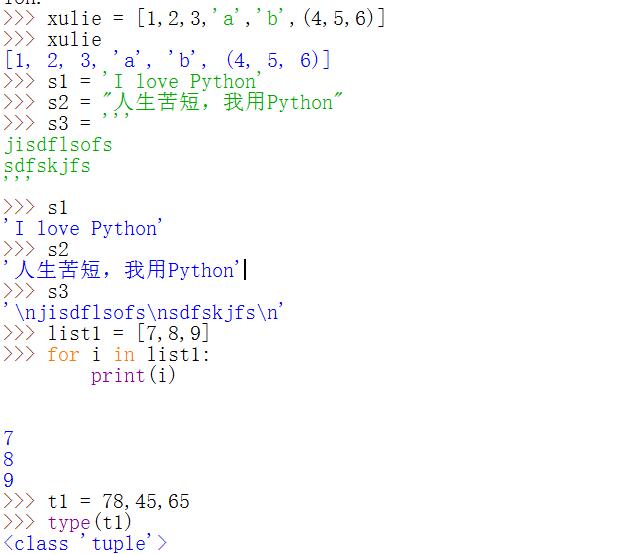 ion.
>>> xulie = [1,2,3,'a','b',(4,5,6)]
>>> xulie
[1, 2, 3, 'a', 'b', (4, 5, 6)]
>>> s1 = 'I love Python'
>>> s2 = "人生苦短，我用Python"
>>> s3 = '''
jisdflsofs
sdfskjfs
'''
>>> s1
'I love Python'
>>> s2
'人生苦短，我用Python'
>>> s3
'\njisdflsofs\nsdfskjfs\n'
>>> list1 = [7,8,9]
>>> for i in list1:
        print(i)
7
8
9
>>> t1 = 78,45,65
>>> type(t1)
<class 'tuple'>